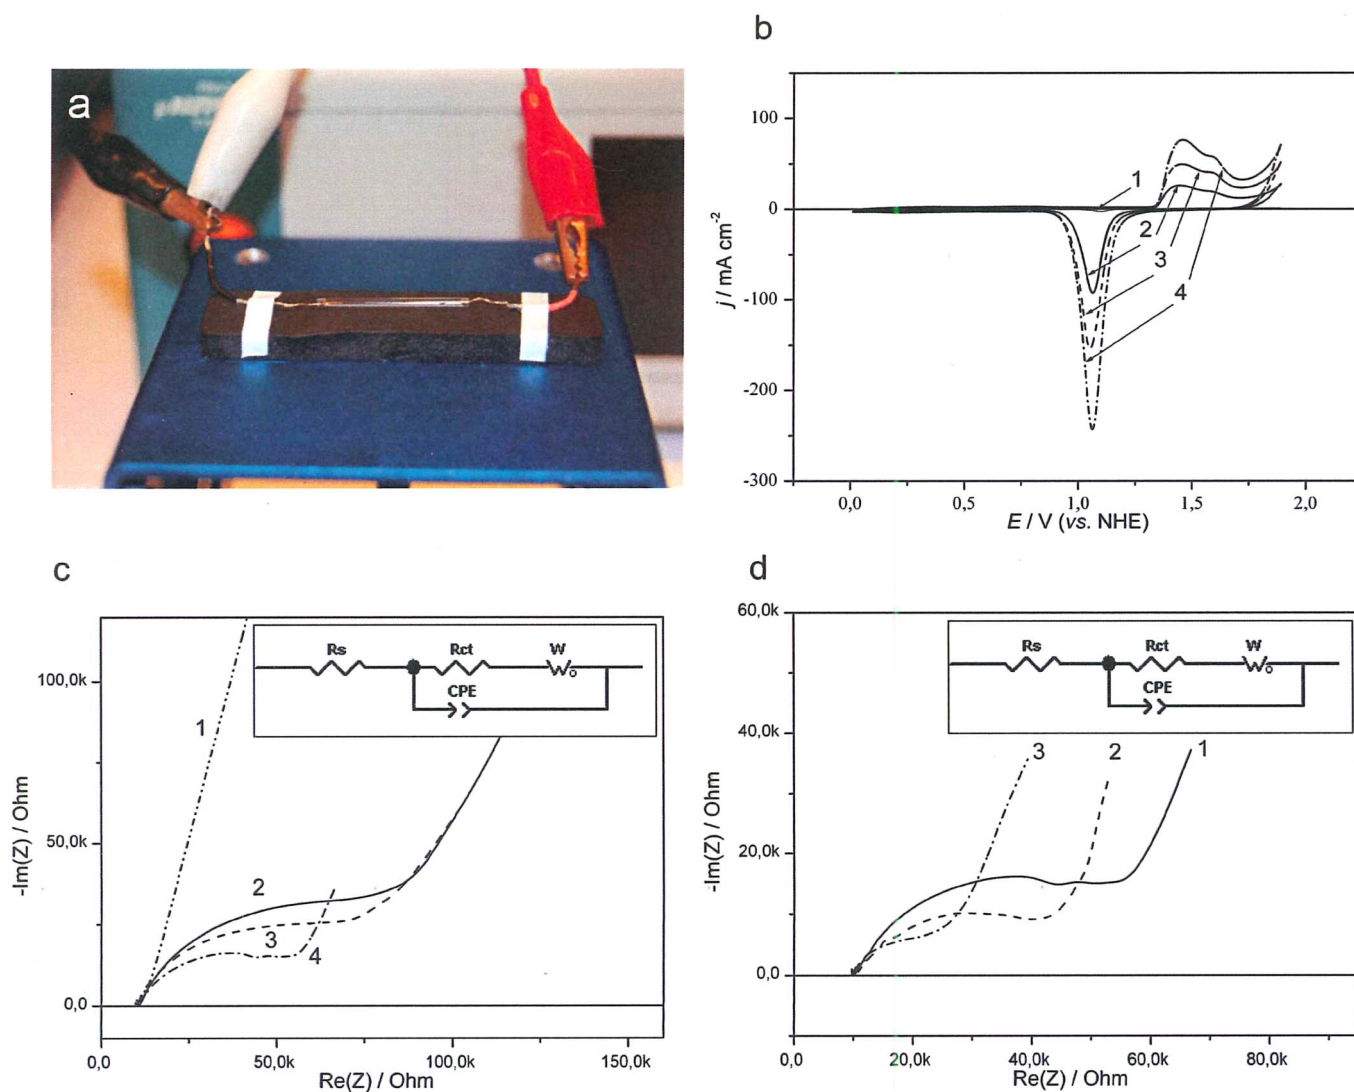 a
b
100
0
-100
-200
-300
j / mA cm⁻²
1
2
3
4
0,0
0,5
1,0
1,5
2,0
E / V (vs. NHE)
c
100,0k
50,0k
0,0
-Im(Z) / Ohm
Rs
Rct
W
o
CPE
1
2
3
4
0,0
50,0k
100,0k
150,0k
Re(Z) / Ohm
d
60,0k
40,0k
20,0k
0,0
-Im(Z) / Ohm
Rs
Rct
W
o
CPE
3
2
1
0,0
20,0k
40,0k
60,0k
80,0k
Re(Z) / Ohm